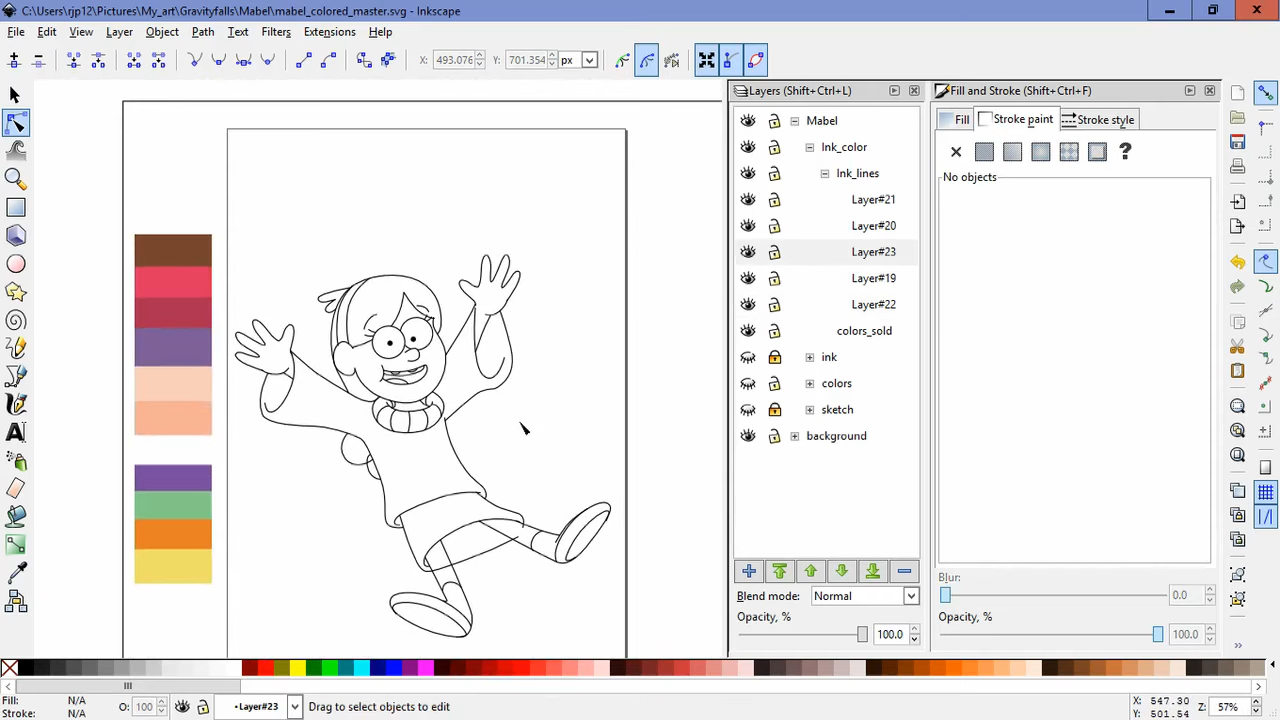 C:\Users\rjp12\Pictures\My_art\Gravityfalls\Mabel\mabel_colored_master.svg - Inkscape
File Edit View Layer Object Path Text Filters Extensions Help
X: 493.076 Y: 701.354 px
Layers (Shift+Ctrl+L)
Mabel
Ink_color
Ink_lines
Layer#21
Layer#20
Layer#23
Layer#19
Layer#22
colors_sold
ink
colors
sketch
background
Blend mode: Normal
Opacity, %
100.0
Fill and Stroke (Shift+Ctrl+F)
Fill Stroke paint Stroke style
?
No objects
Blur:
0.0
Opacity, %
100.0
Fill: N/A
Stroke: N/A
O: 100
•Layer#23
Drag to select objects to edit
X: 547.30
Y: 501.54
Z: 57%